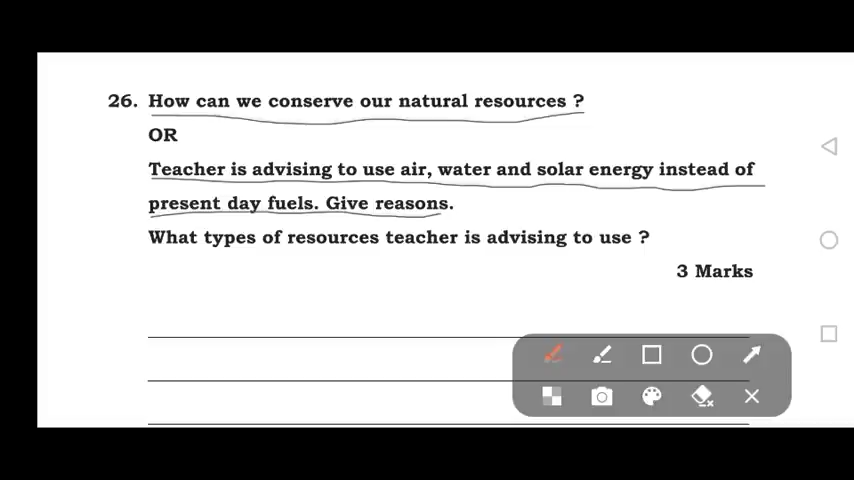 26. How can we conserve our natural resources ?
OR
Teacher is advising to use air, water and solar energy instead of
present day fuels. Give reasons.
What types of resources teacher is advising to use ?
3 Marks